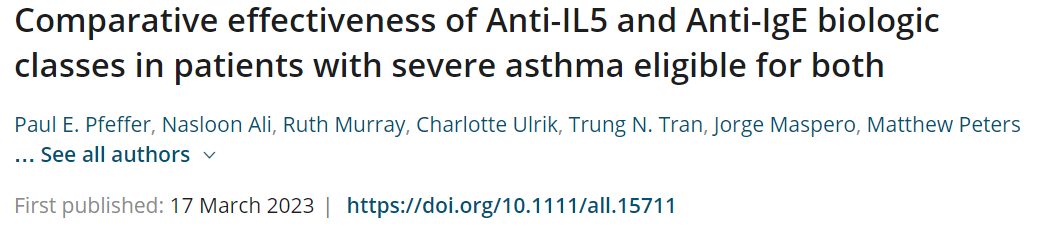 Comparative effectiveness of Anti-IL5 and Anti-IgE biologic
classes in patients with severe asthma eligible for both
Paul E. Pfeffer, Nasloon Ali, Ruth Murray, Charlotte Ulrik, Trung N. Tran, Jorge Maspero, Matthew Peters
... See all authors
First published: 17 March 2023 | https://doi.org/10.1111/all.15711